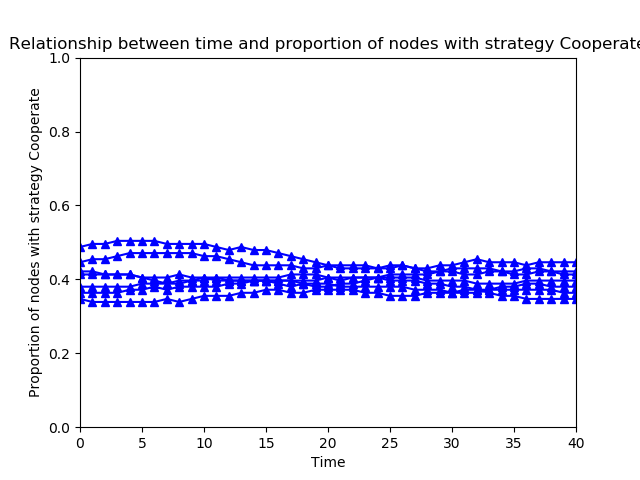 Relationship between time and proportion of nodes with strategy Cooperate
Proportion of nodes with strategy Cooperate
1.0
0.8
0.6
0.4
0.2
0.0
0 5 10 15 20 25 30 35 40
Time